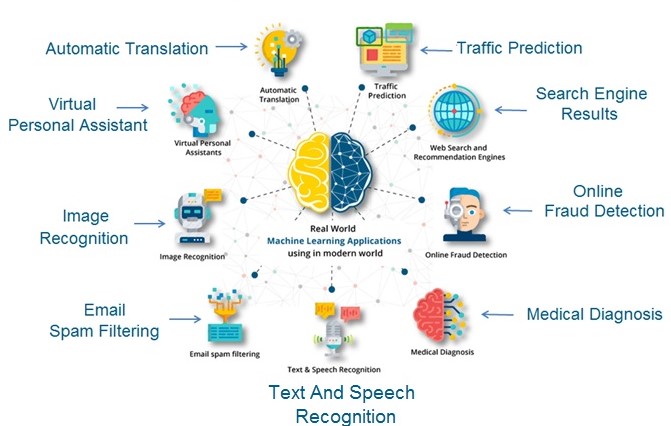 Automatic Translation
Traffic Prediction
Automatic
Translation
Traffic
Prediction
Virtual
Personal Assistant
Search Engine
Results
Virtual Personal
Assistants
Web Search and
Recommendation Engines
Image
Recognition
Online
Fraud Detection
Real World
Machine Learning Applications
using in modern world
Image Recognition
Online Fraud Detection
Email
Spam Filtering
Medical Diagnosis
Email spam filtering
Text & Speech Recognition
Medical Diagnosis
Text And Speech
Recognition